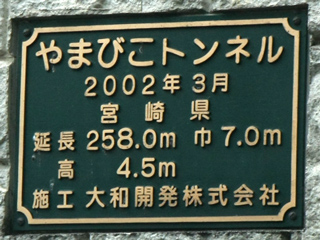 やまびこトンネル
2002年3月
宮崎県
延長 258.0m 巾 7.0m
高 4.5m
施工 大和開発株式会社